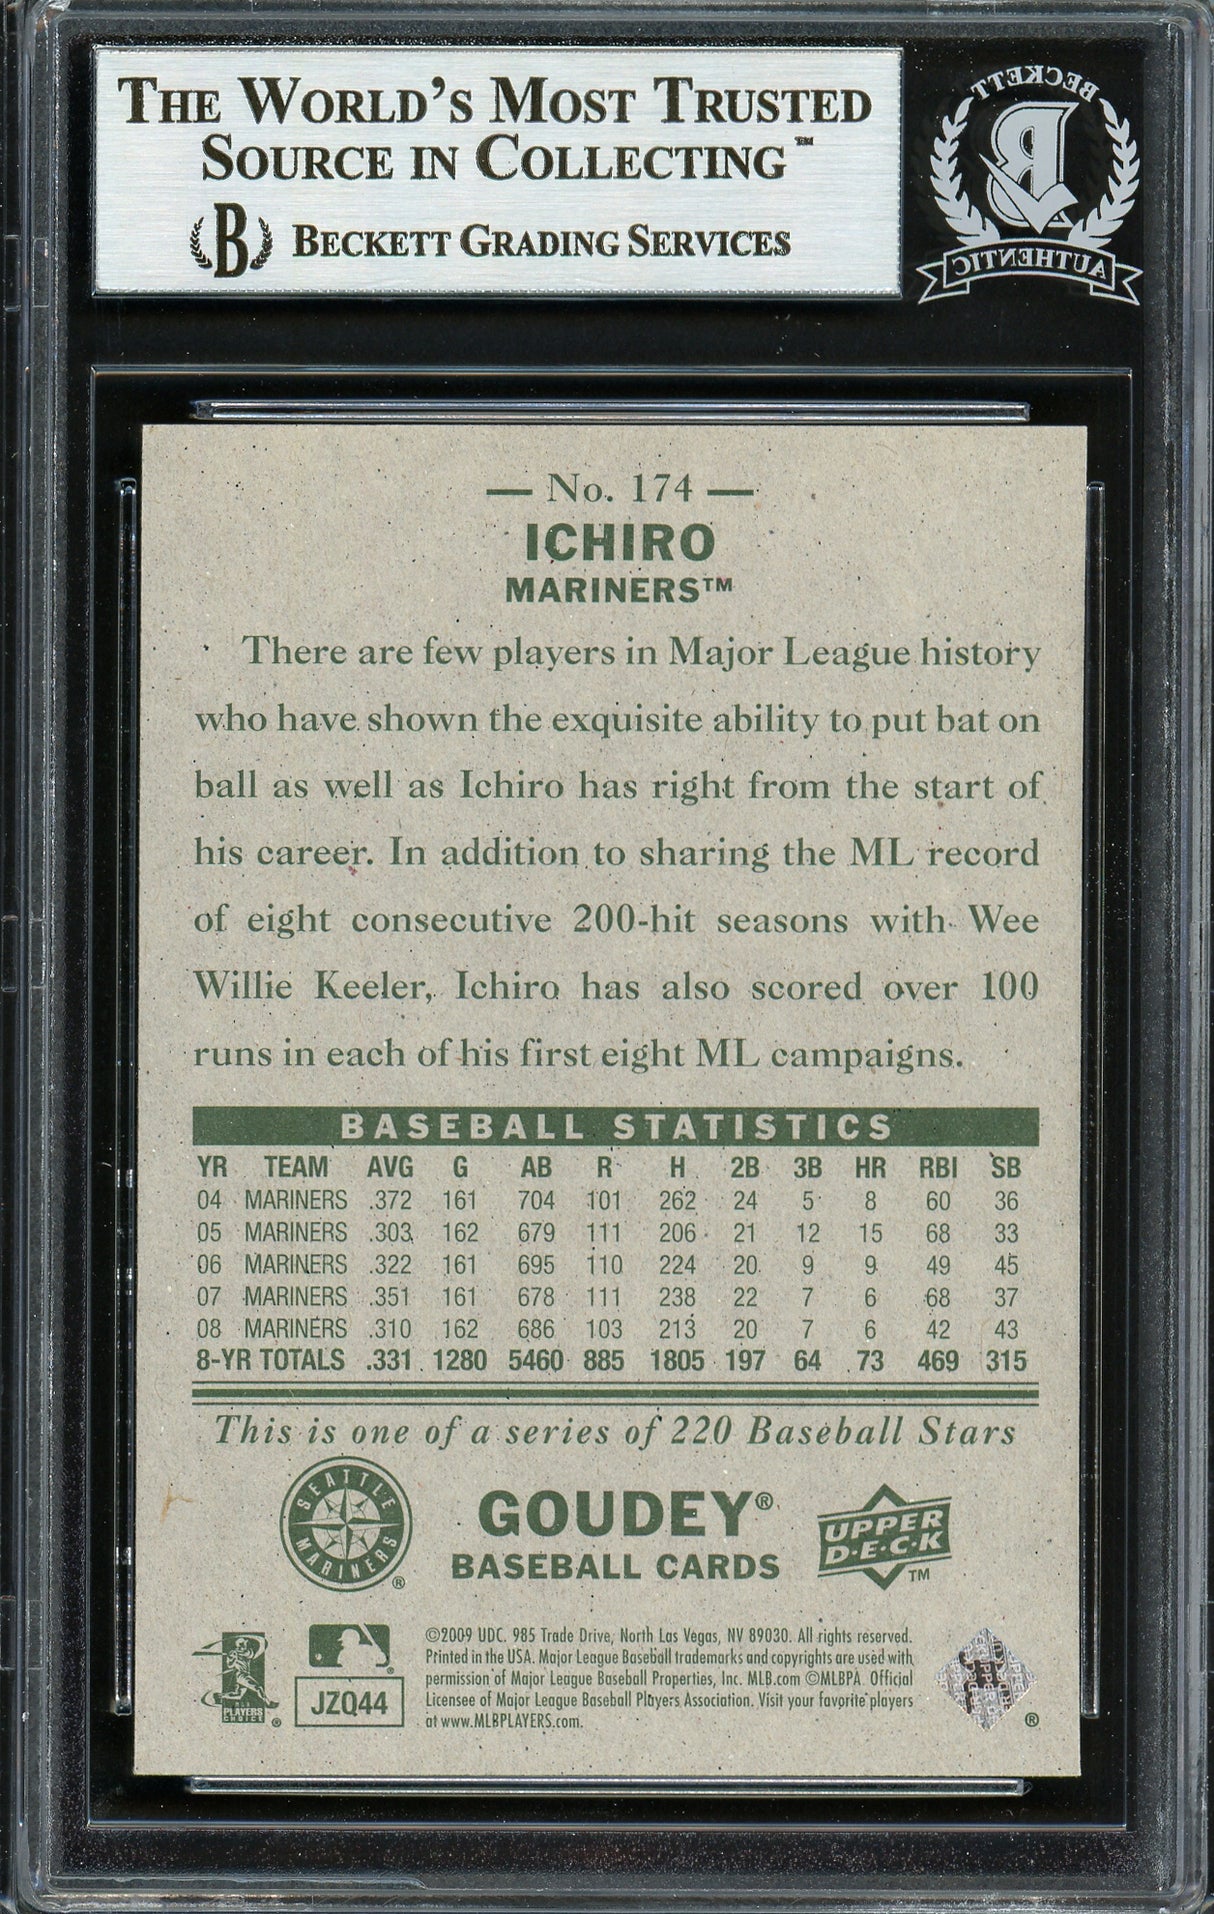 THE WORLD'S MOST TRUSTED
SOURCE IN COLLECTING™
B BECKETT GRADING SERVICES
BECKETT
B
AUTHENTIC
— No. 174 —
ICHIRO
MARINERS™
There are few players in Major League history
who have shown the exquisite ability to put bat on
ball as well as Ichiro has right from the start of
his career. In addition to sharing the ML record
of eight consecutive 200-hit seasons with Wee
Willie Keeler, Ichiro has also scored over 100
runs in each of his first eight ML campaigns.
BASEBALL STATISTICS
YR TEAM AVG G AB R H 2B 3B HR RBI SB
04 MARINERS .372 161 704 101 262 24 5 8 60 36
05 MARINERS .303 162 679 111 206 21 12 15 68 33
06 MARINERS .322 161 695 110 224 20 9 9 49 45
07 MARINERS .351 161 678 111 238 22 7 6 68 37
08 MARINERS .310 162 686 103 213 20 7 6 42 43
8-YR TOTALS .331 1280 5460 885 1805 197 64 73 469 315
This is one of a series of 220 Baseball Stars
SEATTLE MARINERS ®
GOUDEY®
BASEBALL CARDS
UPPER
D·E·C·K
™
PLAYERS
CHOICE ®
JZQ44
©2009 UDC. 985 Trade Drive, North Las Vegas, NV 89030. All rights reserved.
Printed in the USA. Major League Baseball trademarks and copyrights are used with
permission of Major League Baseball Properties, Inc. MLB.com ©MLBPA. Official
Licensee of Major League Baseball Players Association. Visit your favorite players
at www.MLBPLAYERS.com.
®